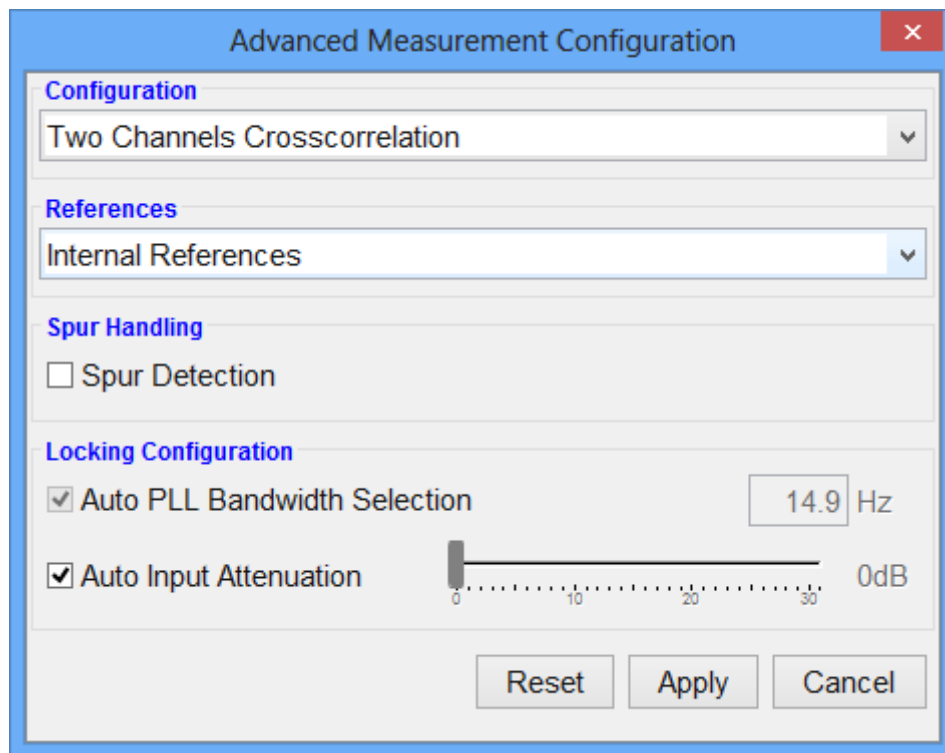 Advanced Measurement Configuration
Configuration
Two Channels Crosscorrelation
References
Internal References
Spur Handling
Spur Detection
Locking Configuration
Auto PLL Bandwidth Selection 14.9 Hz
Auto Input Attenuation 0dB
0 10 20 30
Reset Apply Cancel